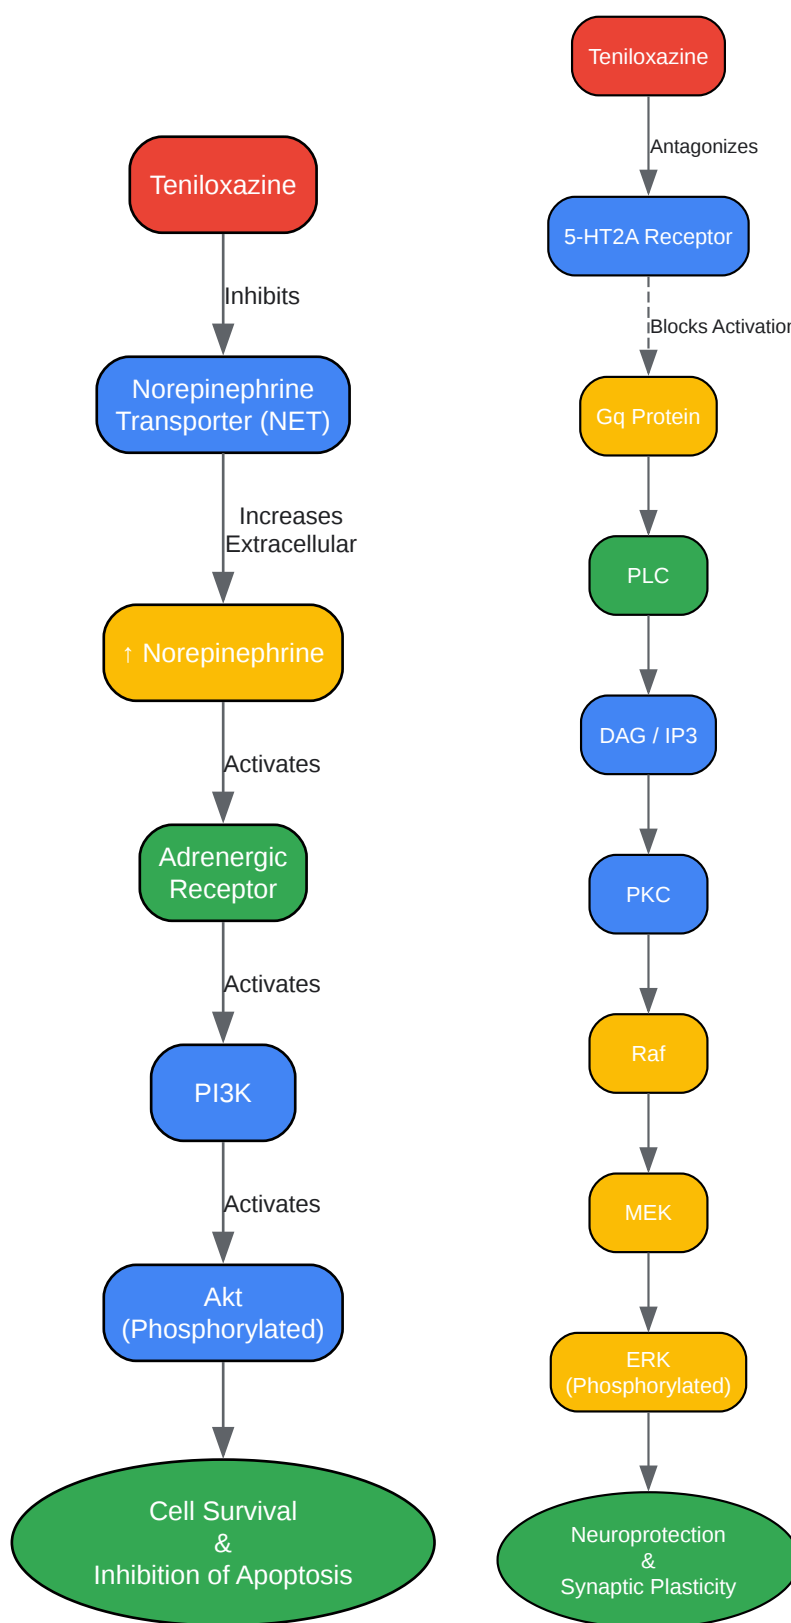 Teniloxazine
Inhibits
Norepinephrine
Transporter (NET)
Increases
Extracellular
↑ Norepinephrine
Activates
Adrenergic
Receptor
Activates
PI3K
Activates
Akt
(Phosphorylated)
Cell Survival
&
Inhibition of Apoptosis
Teniloxazine
Antagonizes
5-HT2A Receptor
Blocks Activation
Gq Protein
PLC
DAG / IP3
PKC
Raf
MEK
ERK
(Phosphorylated)
Neuroprotection
&
Synaptic Plasticity